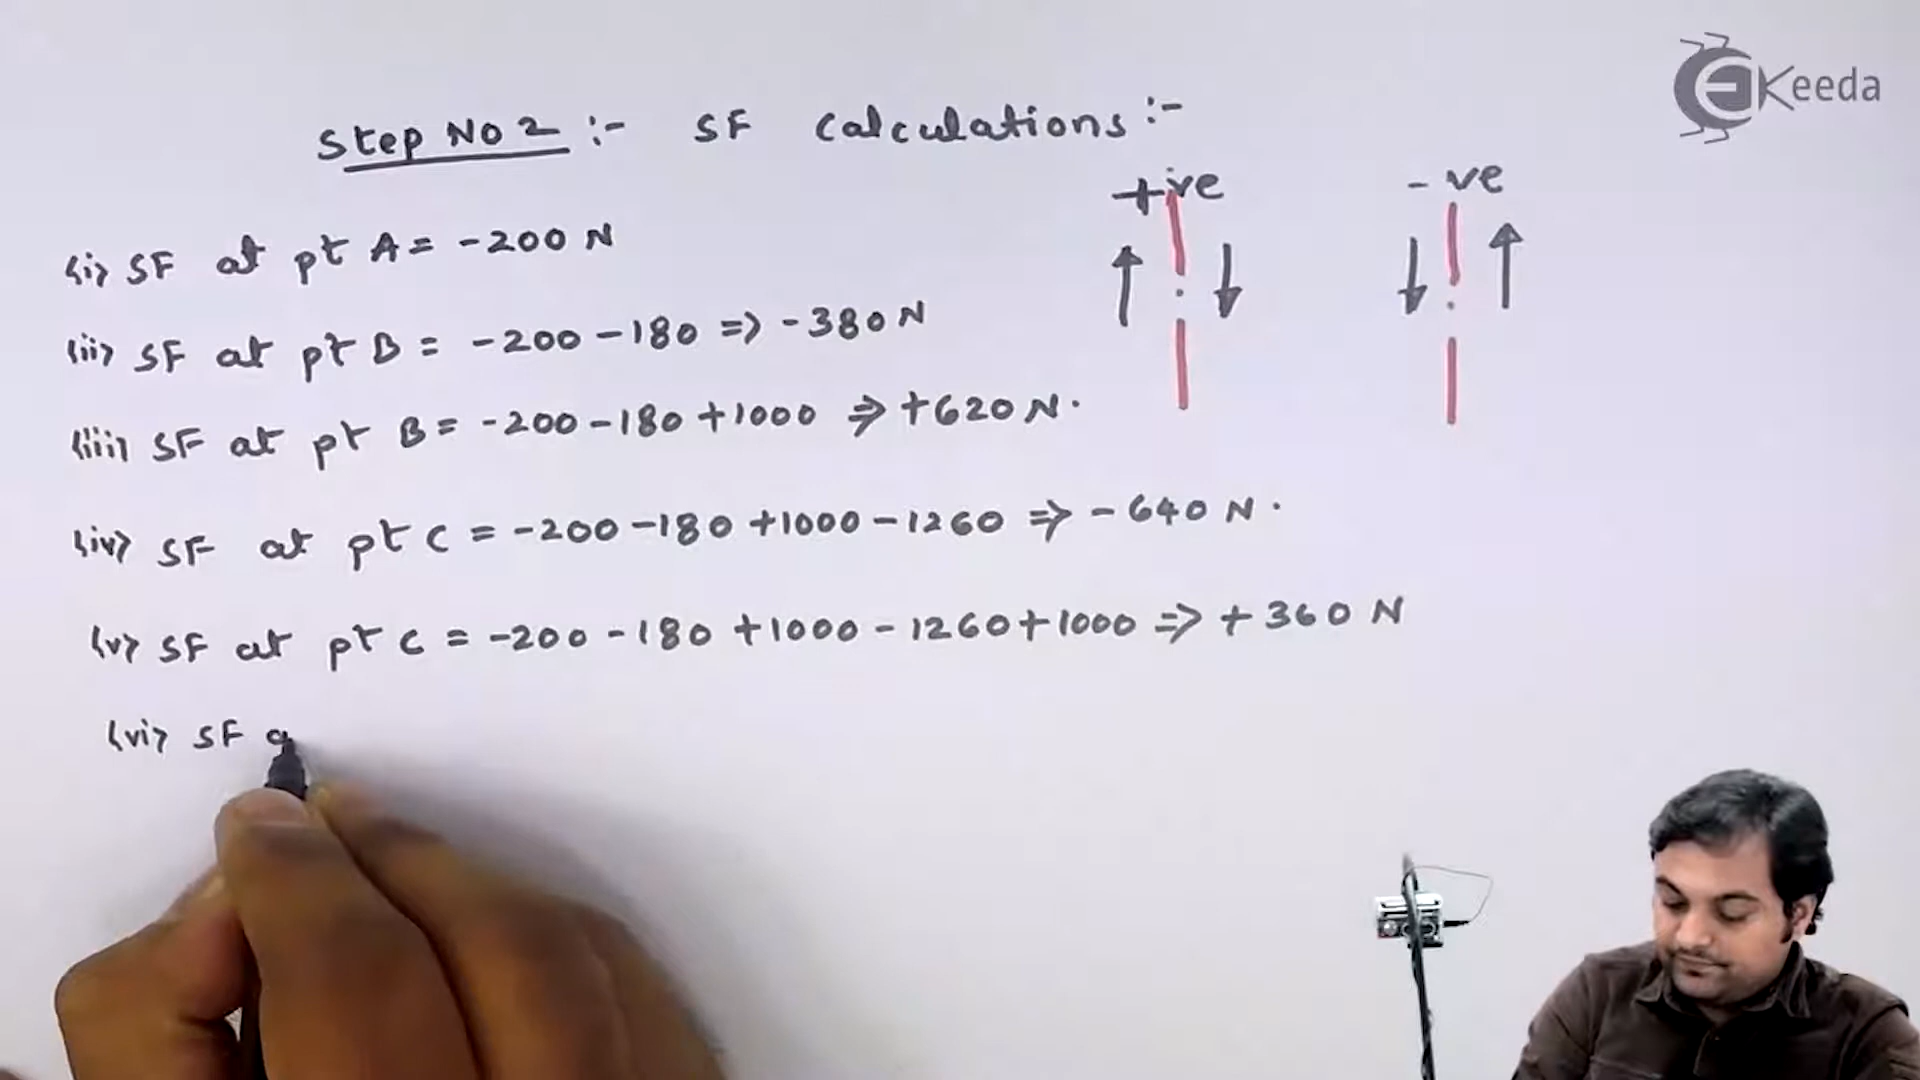 EKeeda
Step No 2 :- SF Calculations :-
+ive -ve
(i) SF at pt A = -200 N
(ii) SF at pt B = -200 -180 => -380 N
(iii) SF at pt B = -200 -180 +1000 => +620 N.
(iv) SF at pt C = -200 -180 +1000 -1260 => -640 N.
(v) SF at pt C = -200 -180 +1000 -1260 +1000 => +360 N
(vi) SF a